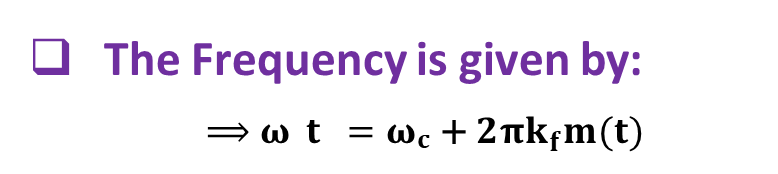 ❑ The Frequency is given by:
⟹ ω t = ω_c + 2πk_f m(t)